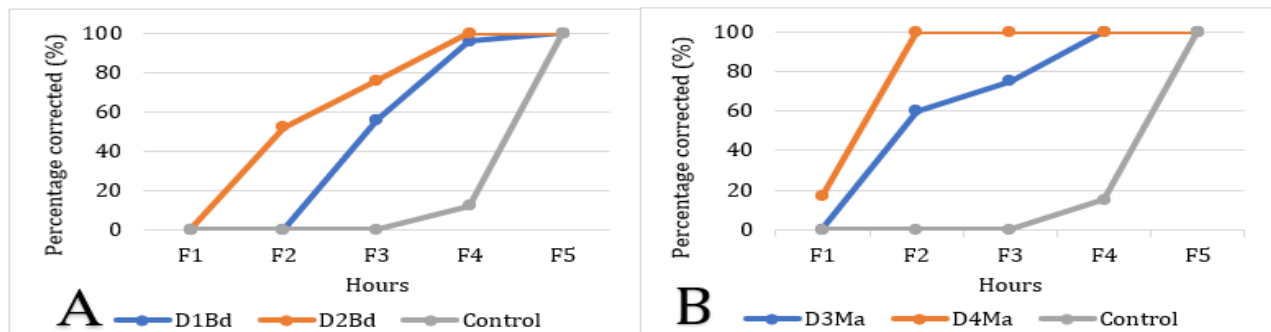 Percentage corrected (%)
100
80
60
40
20
0
F1 F2 F3 F4 F5
Hours
A
D1Bd D2Bd Control
Percentage corrected (%)
100
80
60
40
20
0
F1 F2 F3 F4 F5
Hours
B
D3Ma D4Ma Control